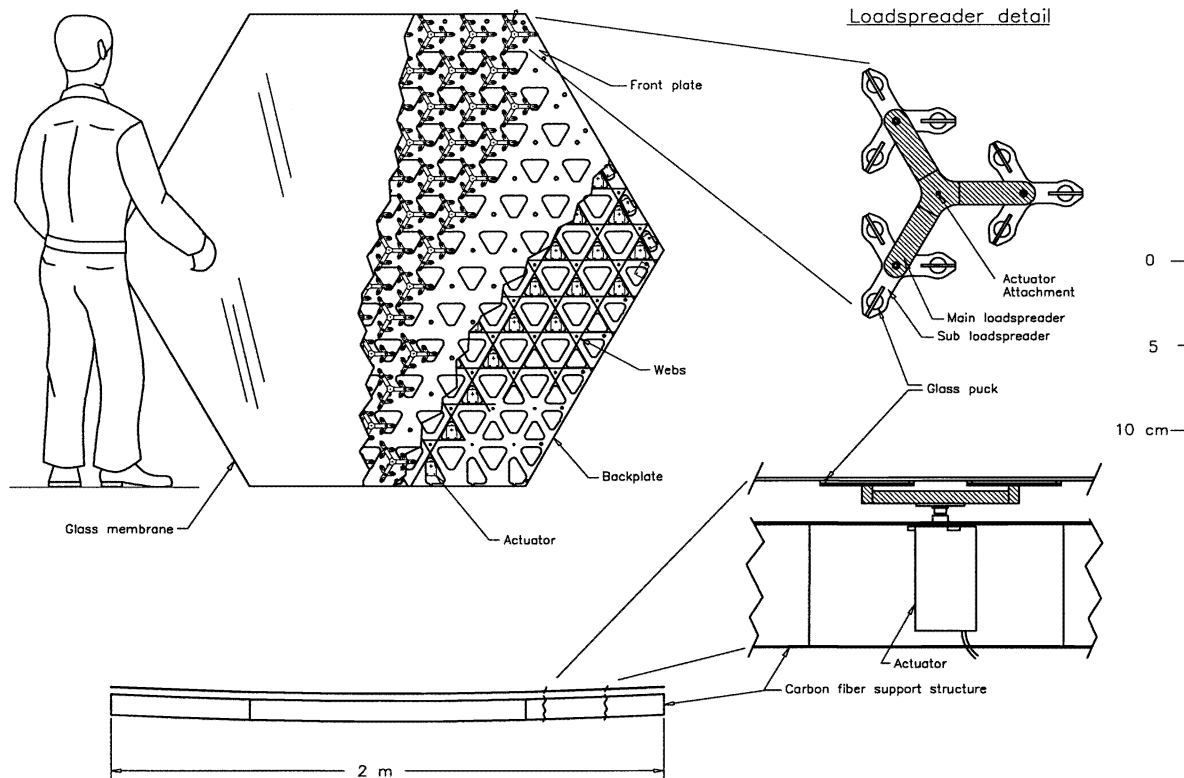 Loadspreader detail
Front plate
Actuator
Attachment
Main loadspreader
Sub loadspreader
0
5
10 cm
Webs
Glass puck
Backplate
Glass membrane
Actuator
Actuator
Carbon fiber support structure
2 m